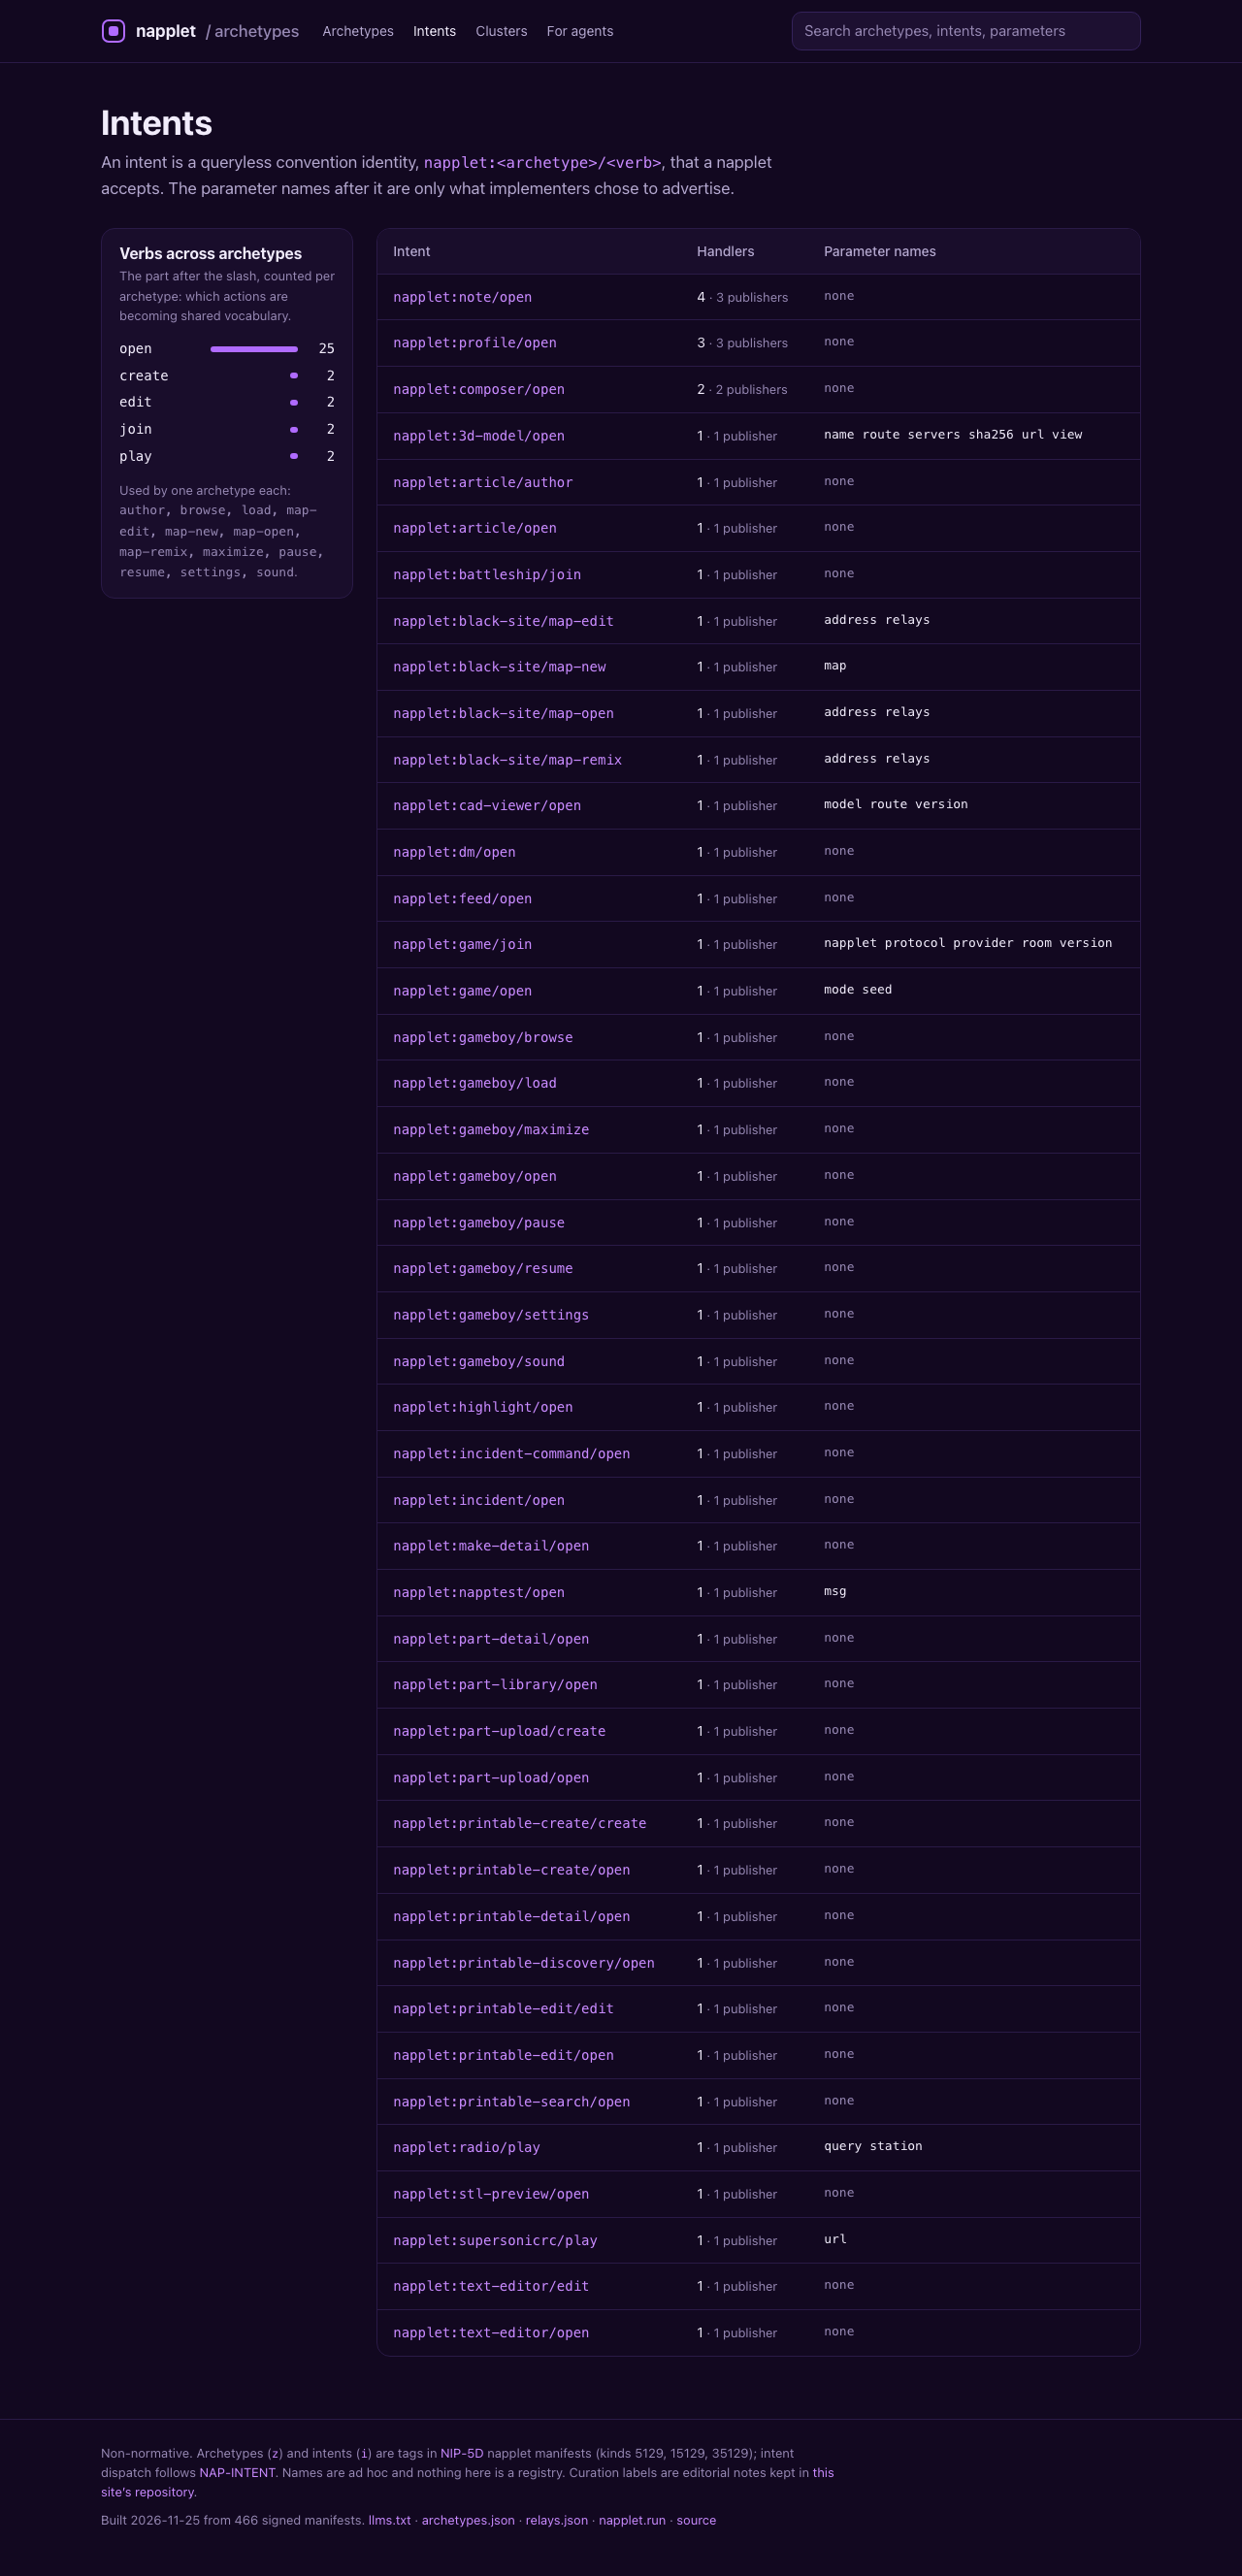 napplet / archetypes Archetypes Intents Clusters For agents Search archetypes, intents, parameters
Intents
An intent is a queryless convention identity, napplet:<archetype>/<verb>, that a napplet
accepts. The parameter names after it are only what implementers chose to advertise.
Verbs across archetypes
The part after the slash, counted per
archetype: which actions are
becoming shared vocabulary.
open 25
create 2
edit 2
join 2
play 2
Used by one archetype each:
author, browse, load, map-
edit, map-new, map-open,
map-remix, maximize, pause,
resume, settings, sound.
Intent Handlers Parameter names
napplet:note/open 4 · 3 publishers none
napplet:profile/open 3 · 3 publishers none
napplet:composer/open 2 · 2 publishers none
napplet:3d-model/open 1 · 1 publisher name route servers sha256 url view
napplet:article/author 1 · 1 publisher none
napplet:article/open 1 · 1 publisher none
napplet:battleship/join 1 · 1 publisher none
napplet:black-site/map-edit 1 · 1 publisher address relays
napplet:black-site/map-new 1 · 1 publisher map
napplet:black-site/map-open 1 · 1 publisher address relays
napplet:black-site/map-remix 1 · 1 publisher address relays
napplet:cad-viewer/open 1 · 1 publisher model route version
napplet:dm/open 1 · 1 publisher none
napplet:feed/open 1 · 1 publisher none
napplet:game/join 1 · 1 publisher napplet protocol provider room version
napplet:game/open 1 · 1 publisher mode seed
napplet:gameboy/browse 1 · 1 publisher none
napplet:gameboy/load 1 · 1 publisher none
napplet:gameboy/maximize 1 · 1 publisher none
napplet:gameboy/open 1 · 1 publisher none
napplet:gameboy/pause 1 · 1 publisher none
napplet:gameboy/resume 1 · 1 publisher none
napplet:gameboy/settings 1 · 1 publisher none
napplet:gameboy/sound 1 · 1 publisher none
napplet:highlight/open 1 · 1 publisher none
napplet:incident-command/open 1 · 1 publisher none
napplet:incident/open 1 · 1 publisher none
napplet:make-detail/open 1 · 1 publisher none
napplet:napptest/open 1 · 1 publisher msg
napplet:part-detail/open 1 · 1 publisher none
napplet:part-library/open 1 · 1 publisher none
napplet:part-upload/create 1 · 1 publisher none
napplet:part-upload/open 1 · 1 publisher none
napplet:printable-create/create 1 · 1 publisher none
napplet:printable-create/open 1 · 1 publisher none
napplet:printable-detail/open 1 · 1 publisher none
napplet:printable-discovery/open 1 · 1 publisher none
napplet:printable-edit/edit 1 · 1 publisher none
napplet:printable-edit/open 1 · 1 publisher none
napplet:printable-search/open 1 · 1 publisher none
napplet:radio/play 1 · 1 publisher query station
napplet:stl-preview/open 1 · 1 publisher none
napplet:supersonicrc/play 1 · 1 publisher url
napplet:text-editor/edit 1 · 1 publisher none
napplet:text-editor/open 1 · 1 publisher none
Non-normative. Archetypes (z) and intents (i) are tags in NIP-5D napplet manifests (kinds 5129, 15129, 35129); intent
dispatch follows NAP-INTENT. Names are ad hoc and nothing here is a registry. Curation labels are editorial notes kept in this
site's repository.
Built 2026-11-25 from 466 signed manifests. llms.txt · archetypes.json · relays.json · napplet.run · source